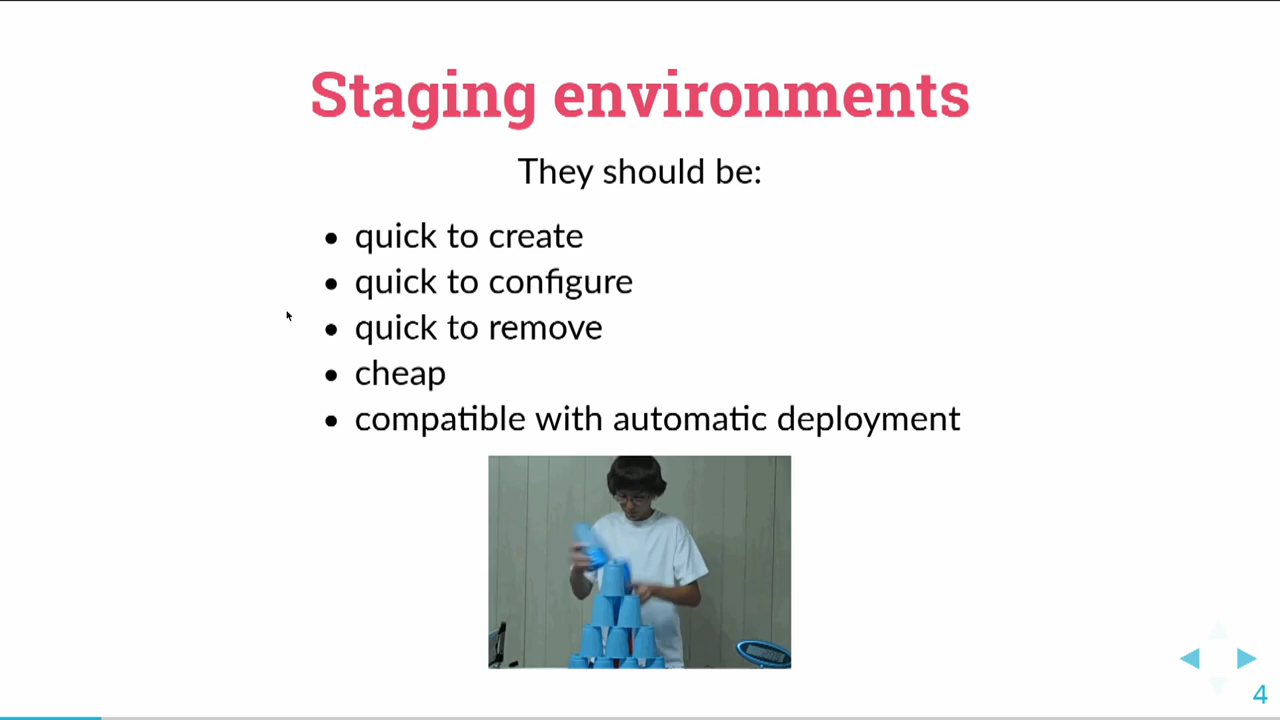 Staging environments
They should be:
quick to create
quick to configure
quick to remove
cheap
compatible with automatic deployment
4